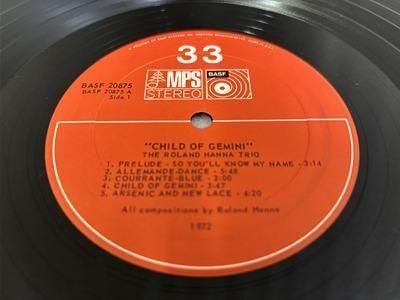 33
BASF 20875
BASF 20875 A
Side 1
MPS
STEREO
BASF
"CHILD OF GEMINI"
THE ROLAND HANNA TRIO
1. PRELUDE - SO YOU'LL KNOW MY NAME - 3:14
2. ALLEMANDE-DANCE - 5:48
3. COURRANTE-BLUE - 3:00
4. CHILD OF GEMINI - 3:47
5. ARSENIC AND NEW LACE - 6:20
All compositions by Roland Hanna
1972